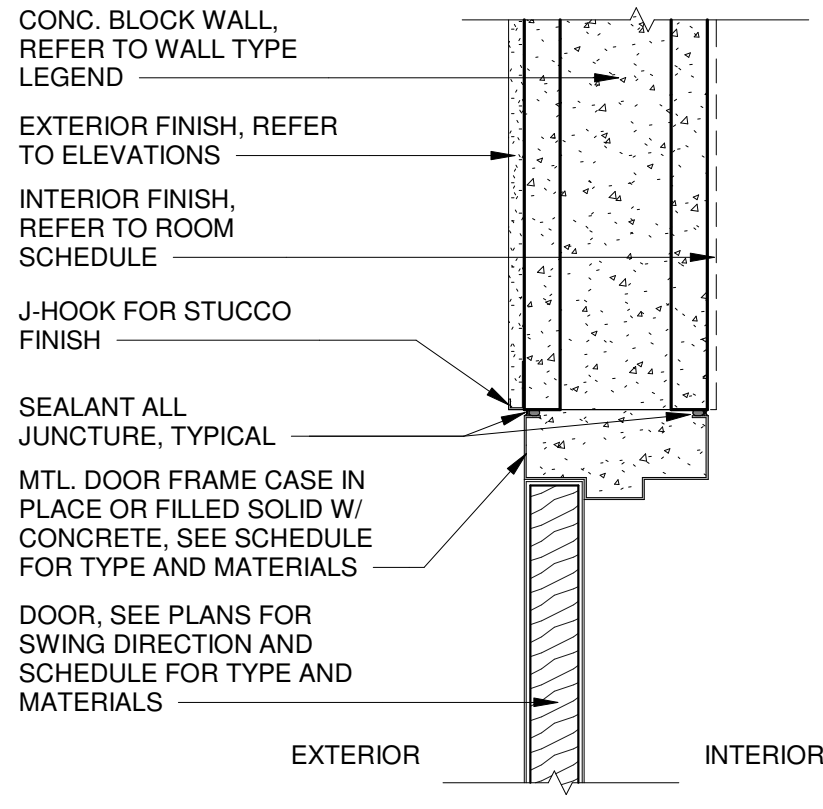 CONC. BLOCK WALL,
REFER TO WALL TYPE
LEGEND
EXTERIOR FINISH, REFER
TO ELEVATIONS
INTERIOR FINISH,
REFER TO ROOM
SCHEDULE
J-HOOK FOR STUCCO
FINISH
SEALANT ALL
JUNCTURE, TYPICAL
MTL. DOOR FRAME CASE IN
PLACE OR FILLED SOLID W/
CONCRETE, SEE SCHEDULE
FOR TYPE AND MATERIALS
DOOR, SEE PLANS FOR
SWING DIRECTION AND
SCHEDULE FOR TYPE AND
MATERIALS
EXTERIOR
INTERIOR